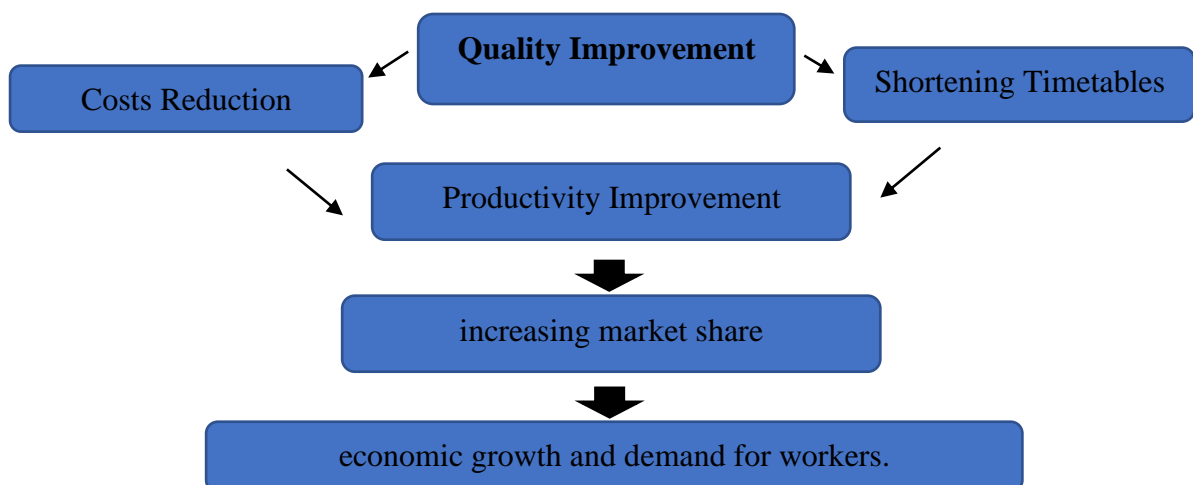 Quality Improvement
Costs Reduction
Shortening Timetables
Productivity Improvement
increasing market share
economic growth and demand for workers.